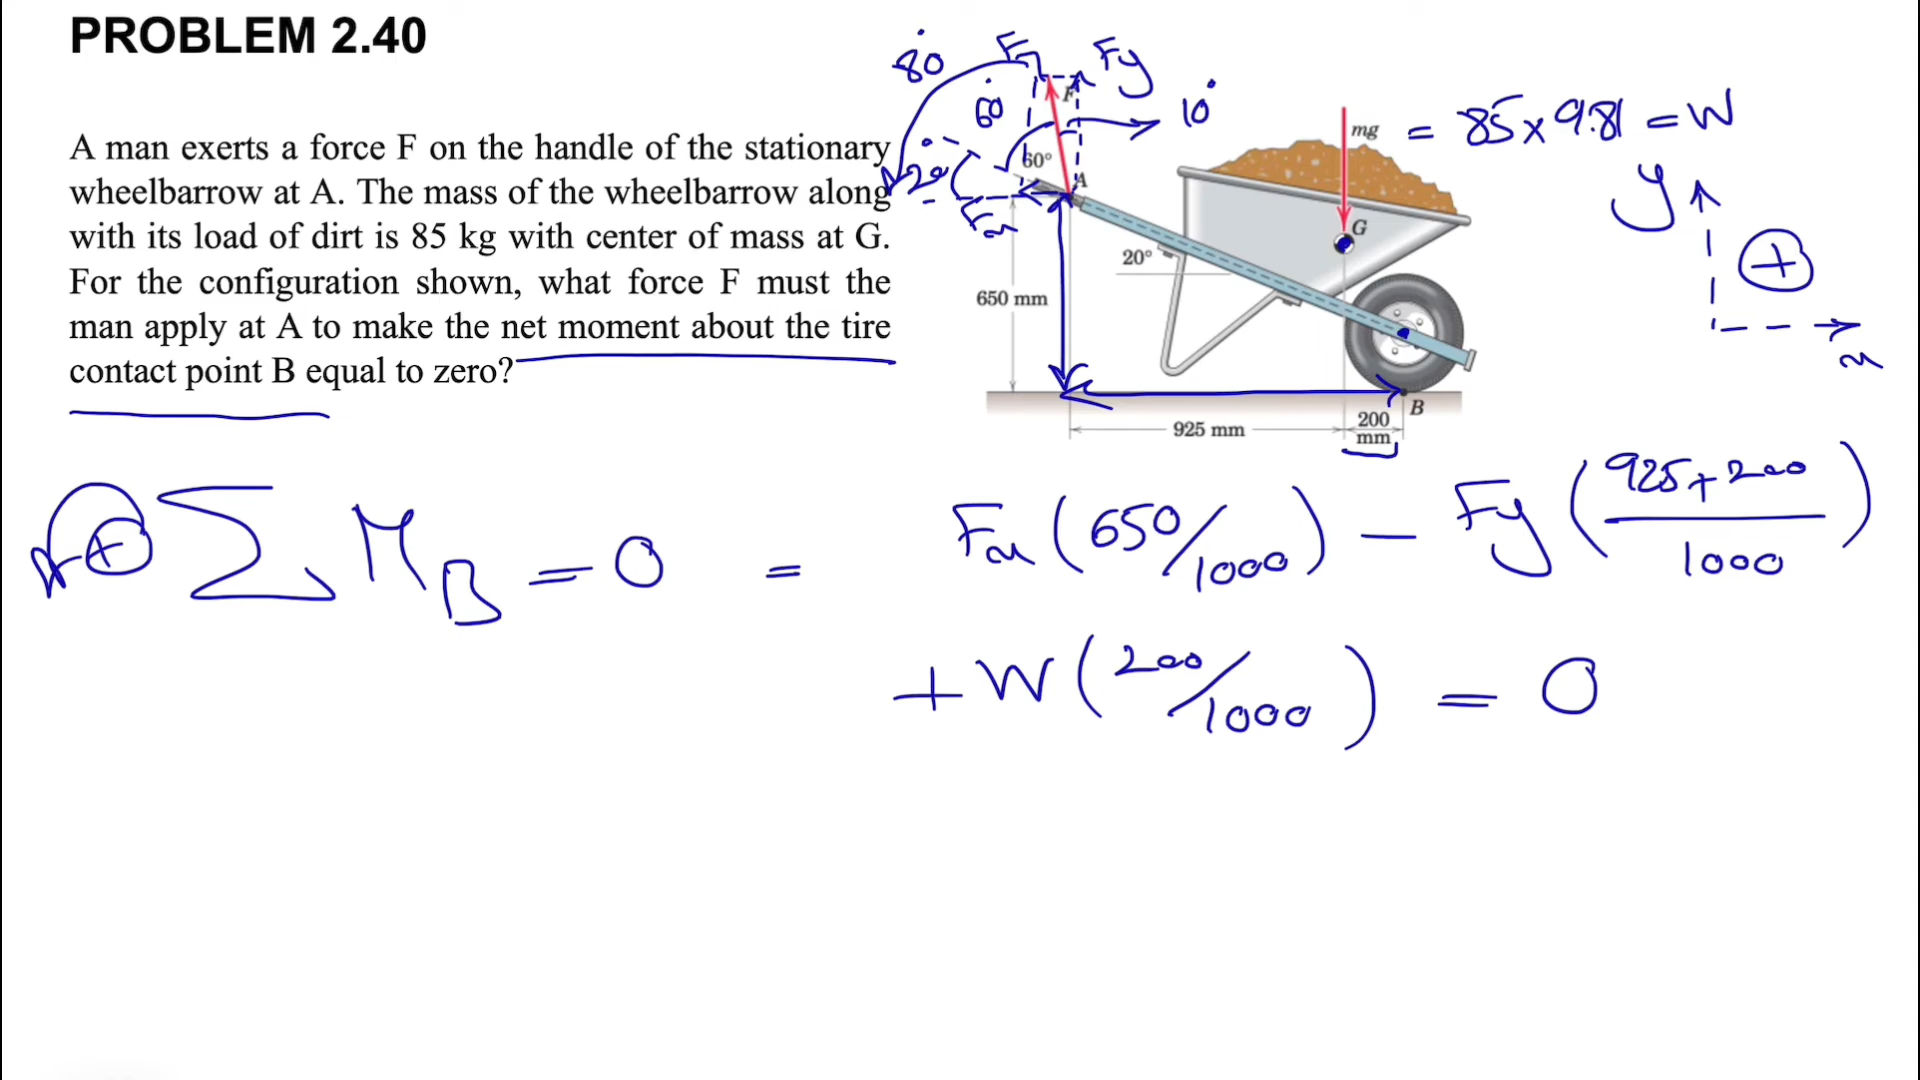 PROBLEM 2.40
A man exerts a force F on the handle of the stationary
wheelbarrow at A. The mass of the wheelbarrow along
with its load of dirt is 85 kg with center of mass at G.
For the configuration shown, what force F must the
man apply at A to make the net moment about the tire
contact point B equal to zero?
80°
Fy
60°
10°
F
mg = 85 x 9.81 = W
60°
A
20°
Fx
G
y
+
x
20°
650 mm
B
925 mm
200
mm
+ ∑ M_B = 0 = Fx (650/1000) - Fy (925+200/1000)
+ W (200/1000) = 0